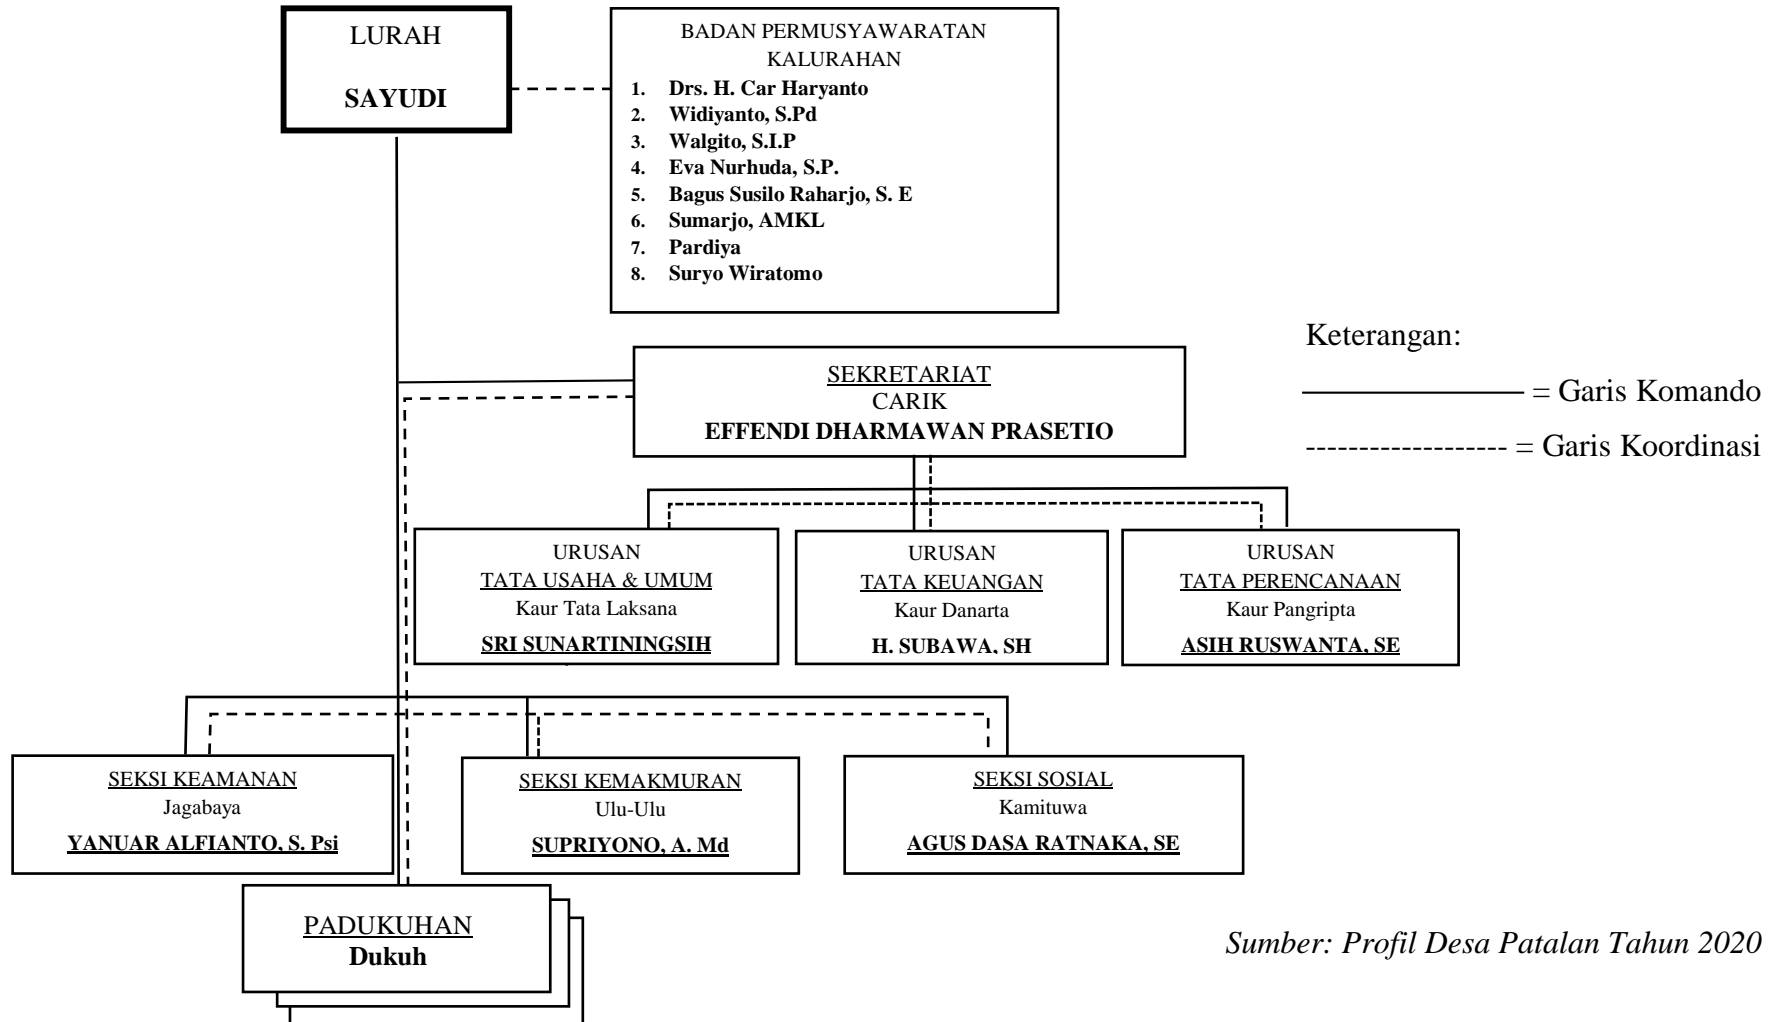 LURAH
SAYUDI
BADAN PERMUSYAWARATAN
KALURAHAN
1. Drs. H. Car Haryanto
2. Widiyanto, S.Pd
3. Walgito, S.I.P
4. Eva Nurhuda, S.P.
5. Bagus Susilo Raharjo, S. E
6. Sumarjo, AMKL
7. Pardiya
8. Suryo Wiratomo
Keterangan:
= Garis Komando
= Garis Koordinasi
SEKRETARIAT
CARIK
EFFENDI DHARMAWAN PRASETIO
URUSAN
TATA USAHA & UMUM
Kaur Tata Laksana
SRI SUNARTININGSIH
URUSAN
TATA KEUANGAN
Kaur Danarta
H. SUBAWA, SH
URUSAN
TATA PERENCANAAN
Kaur Pangripta
ASIH RUSWANTA, SE
SEKSI KEAMANAN
Jagabaya
YANUAR ALFIANTO, S. Psi
SEKSI KEMAKMURAN
Ulu-Ulu
SUPRIYONO, A. Md
SEKSI SOSIAL
Kamituwa
AGUS DASA RATNAKA, SE
PADUKUHAN
Dukuh
Sumber: Profil Desa Patalan Tahun 2020